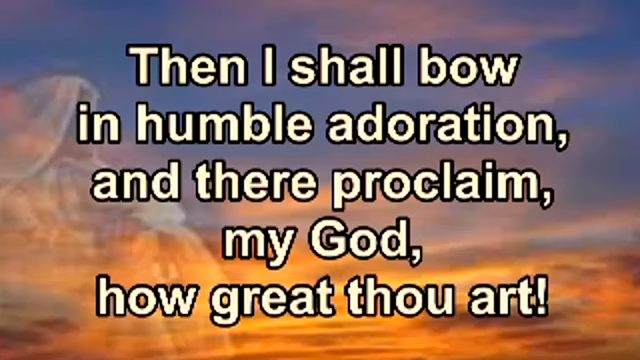 Then I shall bow
in humble adoration,
and there proclaim,
my God,
how great thou art!